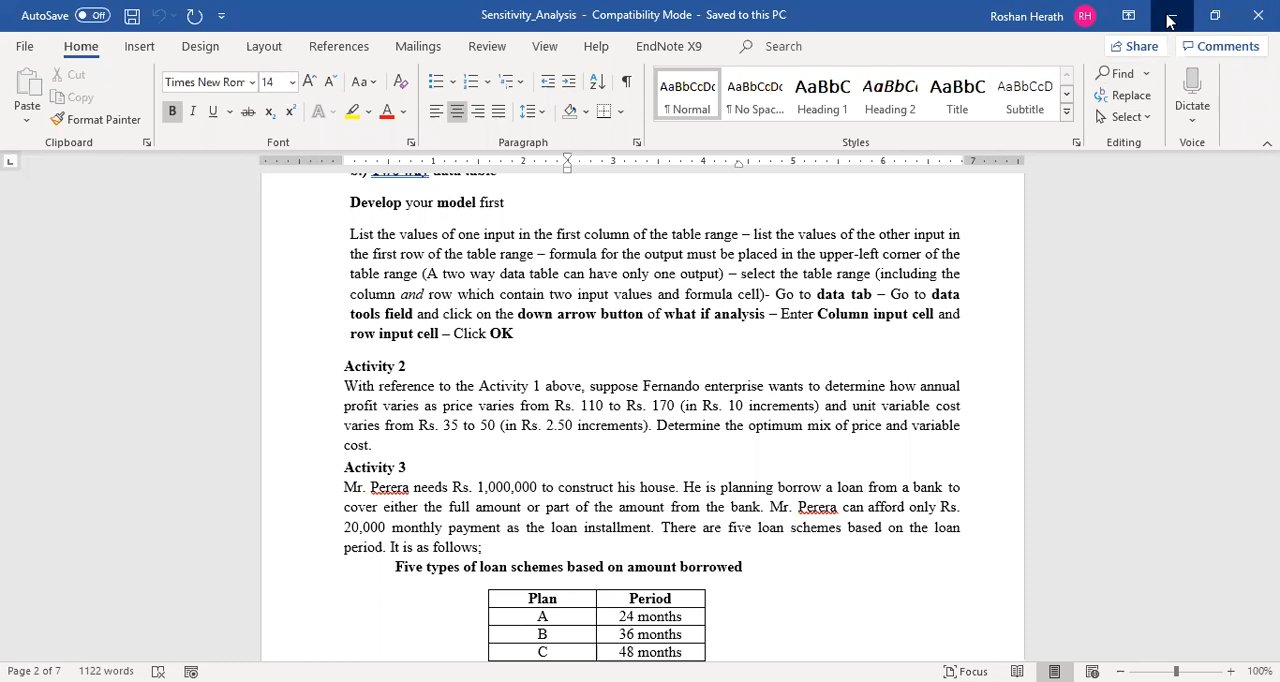 AutoSave Off
Sensitivity_Analysis - Compatibility Mode - Saved to this PC
Roshan Herath RH
File Home Insert Design Layout References Mailings Review View Help EndNote X9 Search Share Comments
Paste Cut Copy Format Painter
Times New Rom 14 Aa
B I U ab x₂ x² A A
AaBbCcDc AaBbCcDc AaBbC AaBbC AaBbC AaBbCcD
¶ Normal ¶ No Spac... Heading 1 Heading 2 Title Subtitle
Find Replace Select Dictate
Clipboard Font Paragraph Styles Editing Voice
1 2 3 4 5 6 7
Two way data table
Develop your model first
List the values of one input in the first column of the table range – list the values of the other input in
the first row of the table range – formula for the output must be placed in the upper-left corner of the
table range (A two way data table can have only one output) – select the table range (including the
column and row which contain two input values and formula cell)- Go to data tab – Go to data
tools field and click on the down arrow button of what if analysis – Enter Column input cell and
row input cell – Click OK
Activity 2
With reference to the Activity 1 above, suppose Fernando enterprise wants to determine how annual
profit varies as price varies from Rs. 110 to Rs. 170 (in Rs. 10 increments) and unit variable cost
varies from Rs. 35 to 50 (in Rs. 2.50 increments). Determine the optimum mix of price and variable
cost.
Activity 3
Mr. Perera needs Rs. 1,000,000 to construct his house. He is planning borrow a loan from a bank to
cover either the full amount or part of the amount from the bank. Mr. Perera can afford only Rs.
20,000 monthly payment as the loan installment. There are five loan schemes based on the loan
period. It is as follows;
Five types of loan schemes based on amount borrowed
Plan Period
A 24 months
B 36 months
C 48 months
Page 2 of 7 1122 words Focus 100%